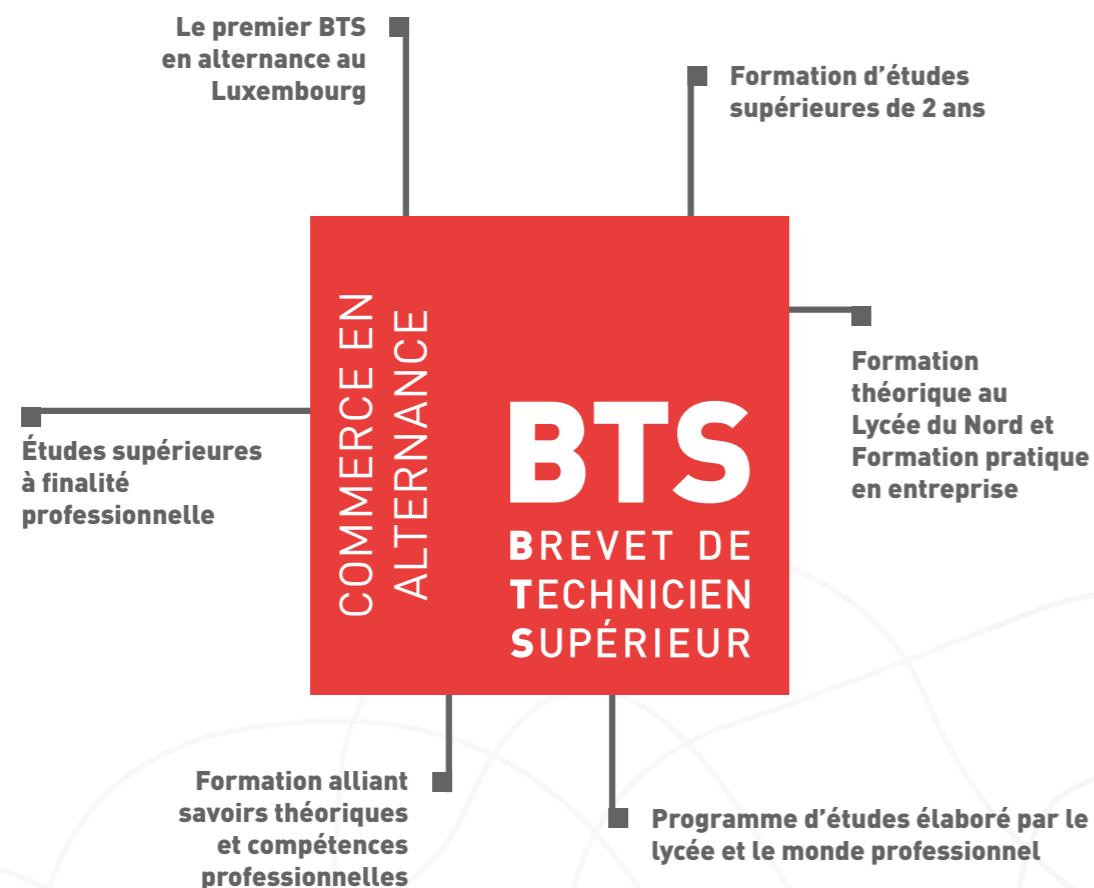 Le premier BTS
en alternance au
Luxembourg
Formation d'études
supérieures de 2 ans
Formation
théorique au
Lycée du Nord et
Formation pratique
en entreprise
Études supérieures
à finalité
professionnelle
COMMERCE EN
ALTERNANCE
BTS
BREVET DE
TECHNICIEN
SUPÉRIEUR
Formation alliant
savoirs théoriques
et compétences
professionnelles
Programme d'études élaboré par le
lycée et le monde professionnel